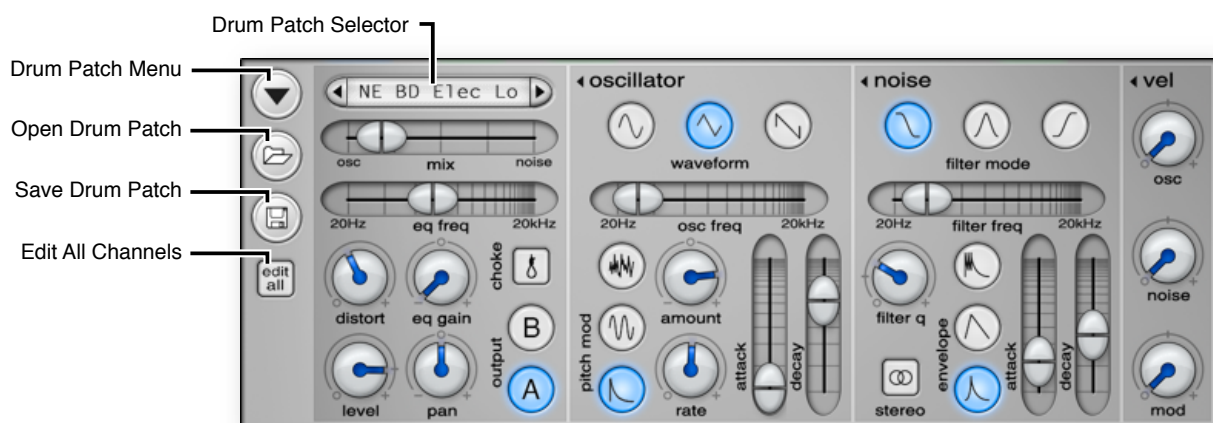 Drum Patch Selector
Drum Patch Menu
Open Drum Patch
Save Drum Patch
Edit All Channels
edit
all
NE BD Elec Lo
osc mix noise
20Hz eq freq 20kHz
choke
distort eq gain
output
B
A
level pan
oscillator
waveform
20Hz osc freq 20kHz
pitch mod
amount
rate
attack
decay
noise
filter mode
20Hz filter freq 20kHz
filter q
envelope
stereo
attack
decay
vel
osc
noise
mod